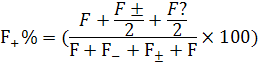 F₊% = ( (F + F ±/2 + F?/2) / (F + F₋ + F± + F) × 100)